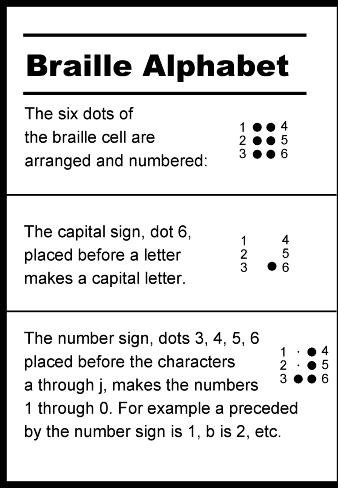 Braille Alphabet
The six dots of
the braille cell are
arranged and numbered:
1 4
2 5
3 6
The capital sign, dot 6,
placed before a letter
makes a capital letter.
1 4
2 5
3 6
The number sign, dots 3, 4, 5, 6
placed before the characters
a through j, makes the numbers
1 through 0. For example a preceded
by the number sign is 1, b is 2, etc.
1 4
2 5
3 6